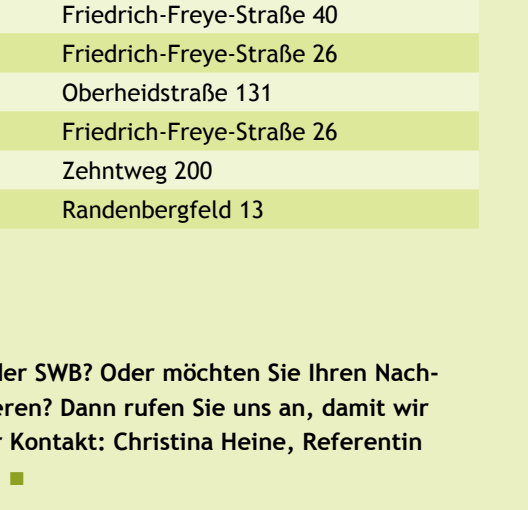 Friedrich-Freye-Straße 40
Friedrich-Freye-Straße 26
Oberheidstraße 131
Friedrich-Freye-Straße 26
Zehntweg 200
Randenbergfeld 13
der SWB? Oder möchten Sie Ihren Nach-
eren? Dann rufen Sie uns an, damit wir
r Kontakt: Christina Heine, Referentin